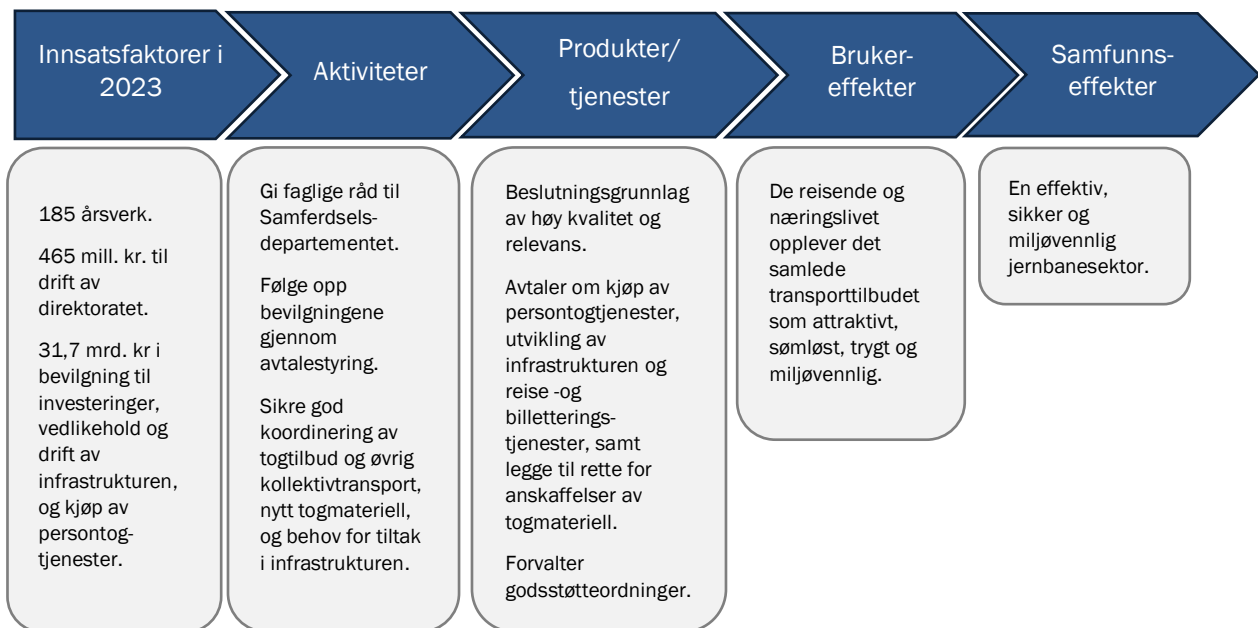 Innsatsfaktorer i
2023
Aktiviteter
Produkter/
tjenester
Bruker-
effekter
Samfunns-
effekter
185 årsverk.
465 mill. kr. til
drift av
direktoratet.
31,7 mrd. kr i
bevilgning til
investeringer,
vedlikehold og
drift av
infrastrukturen,
og kjøp av
persontog-
tjenester.
Gi faglige råd til
Samferdsels-
departementet.
Følge opp
bevilgningene
gjennom
avtalestyring.
Sikre god
koordinering av
togtilbud og øvrig
kollektivtransport,
nytt togmateriell,
og behov for tiltak
i infrastrukturen.
Beslutningsgrunnlag
av høy kvalitet og
relevans.
Avtaler om kjøp av
persontogtjenester,
utvikling av
infrastrukturen og
reise -og
billetterings-
tjenester, samt
legge til rette for
anskaffelser av
togmateriell.
Forvalter
godsstøtteordninger.
De reisende og
næringslivet
opplever det
samlede
transporttilbudet
som attraktivt,
sømløst, trygt og
miljøvennlig.
En effektiv,
sikker og
miljøvennlig
jernbanesektor.